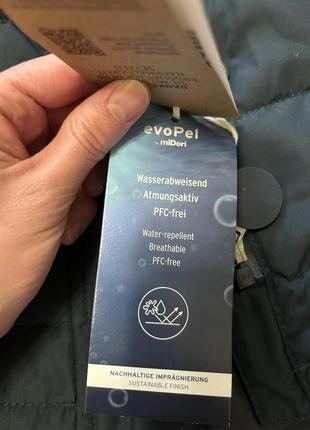 evoPel
by miDori
Wasserabweisend
Atmungsaktiv
PFC-frei
Water-repellent
Breathable
PFC-free
NACHHALTIGE IMPRÄGNIERUNG
SUSTAINABLE FINISH